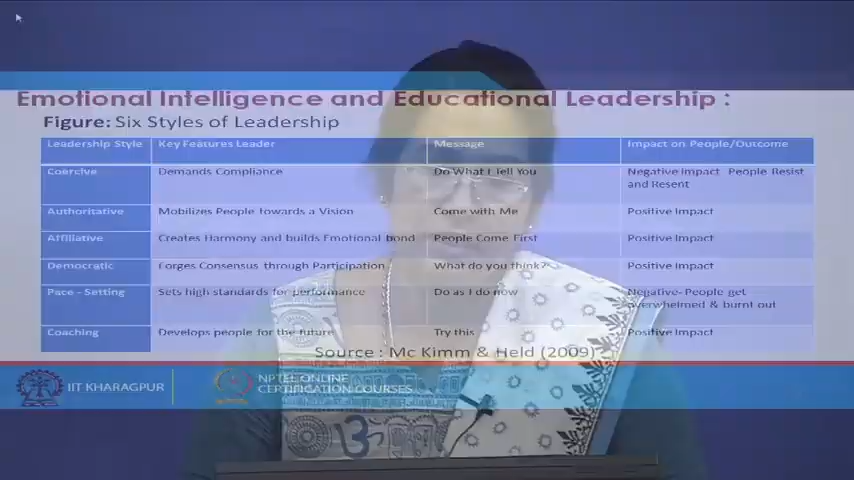 Emotional Intelligence and Educational Leadership :
Figure: Six Styles of Leadership
Leadership Style Key Features Leader Message Impact on People/Outcome
Coercive Demands Compliance Do What I Tell You Negative Impact People Resist
and Resent
Authoritative Mobilizes People Towards a Vision Come with Me Positive Impact
Affiliative Creates Harmony and builds Emotional bond People Come First Positive Impact
Democratic Forges Consensus through Participation What do you think? Positive Impact
Pace - Setting Sets high standards for performance Do as I do now Negative- People get
overwhelmed & burnt out
Coaching Develops people for the future Try this Positive Impact
Source : Mc Kimm & Held (2009)
IIT KHARAGPUR
NPTEL ONLINE
CERTIFICATION COURSES
ॐ